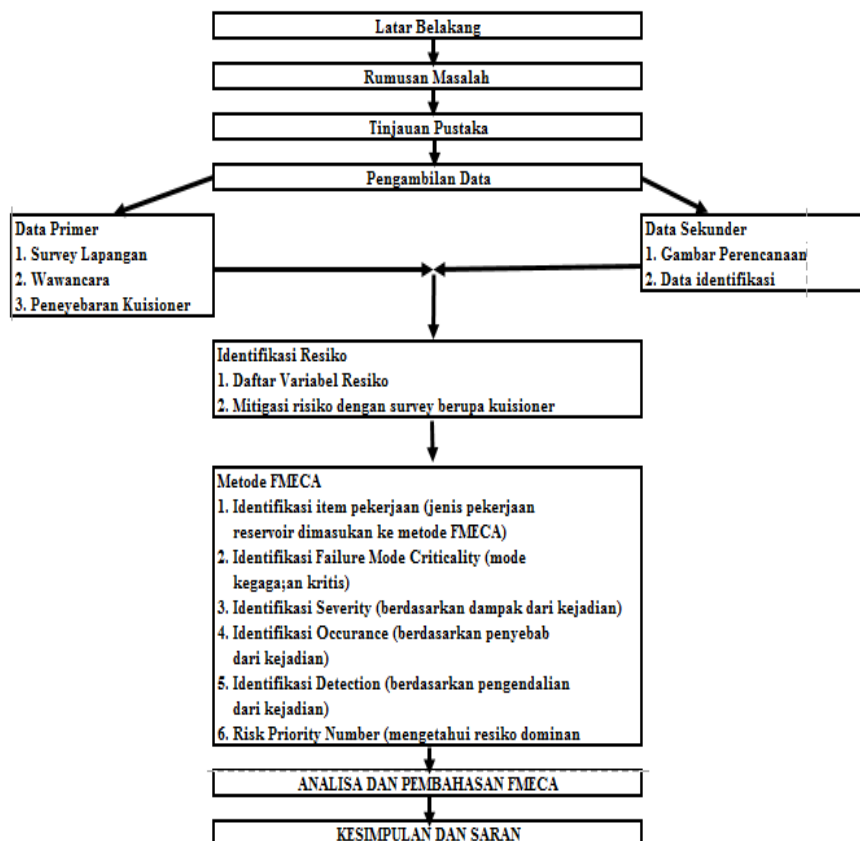 Latar Belakang
Rumusan Masalah
Tinjauan Pustaka
Pengambilan Data
Data Primer
1. Survey Lapangan
2. Wawancara
3. Peneyebaran Kuisioner
Data Sekunder
1. Gambar Perencanaan
2. Data identifikasi
Identifikasi Resiko
1. Daftar Variabel Resiko
2. Mitigasi risiko dengan survey berupa kuisioner
Metode FMECA
1. Identifikasi item pekerjaan (jenis pekerjaan
reservoir dimasukan ke metode FMECA)
2. Identifikasi Failure Mode Criticality (mode
kegaga;an kritis)
3. Identifikasi Severity (berdasarkan dampak dari kejadian)
4. Identifikasi Occurance (berdasarkan penyebab
dari kejadian)
5. Identifikasi Detection (berdasarkan pengendalian
dari kejadian)
6. Risk Priority Number (mengetahui resiko dominan
ANALISA DAN PEMBAHASAN FMECA
KESIMPULAN DAN SARAN